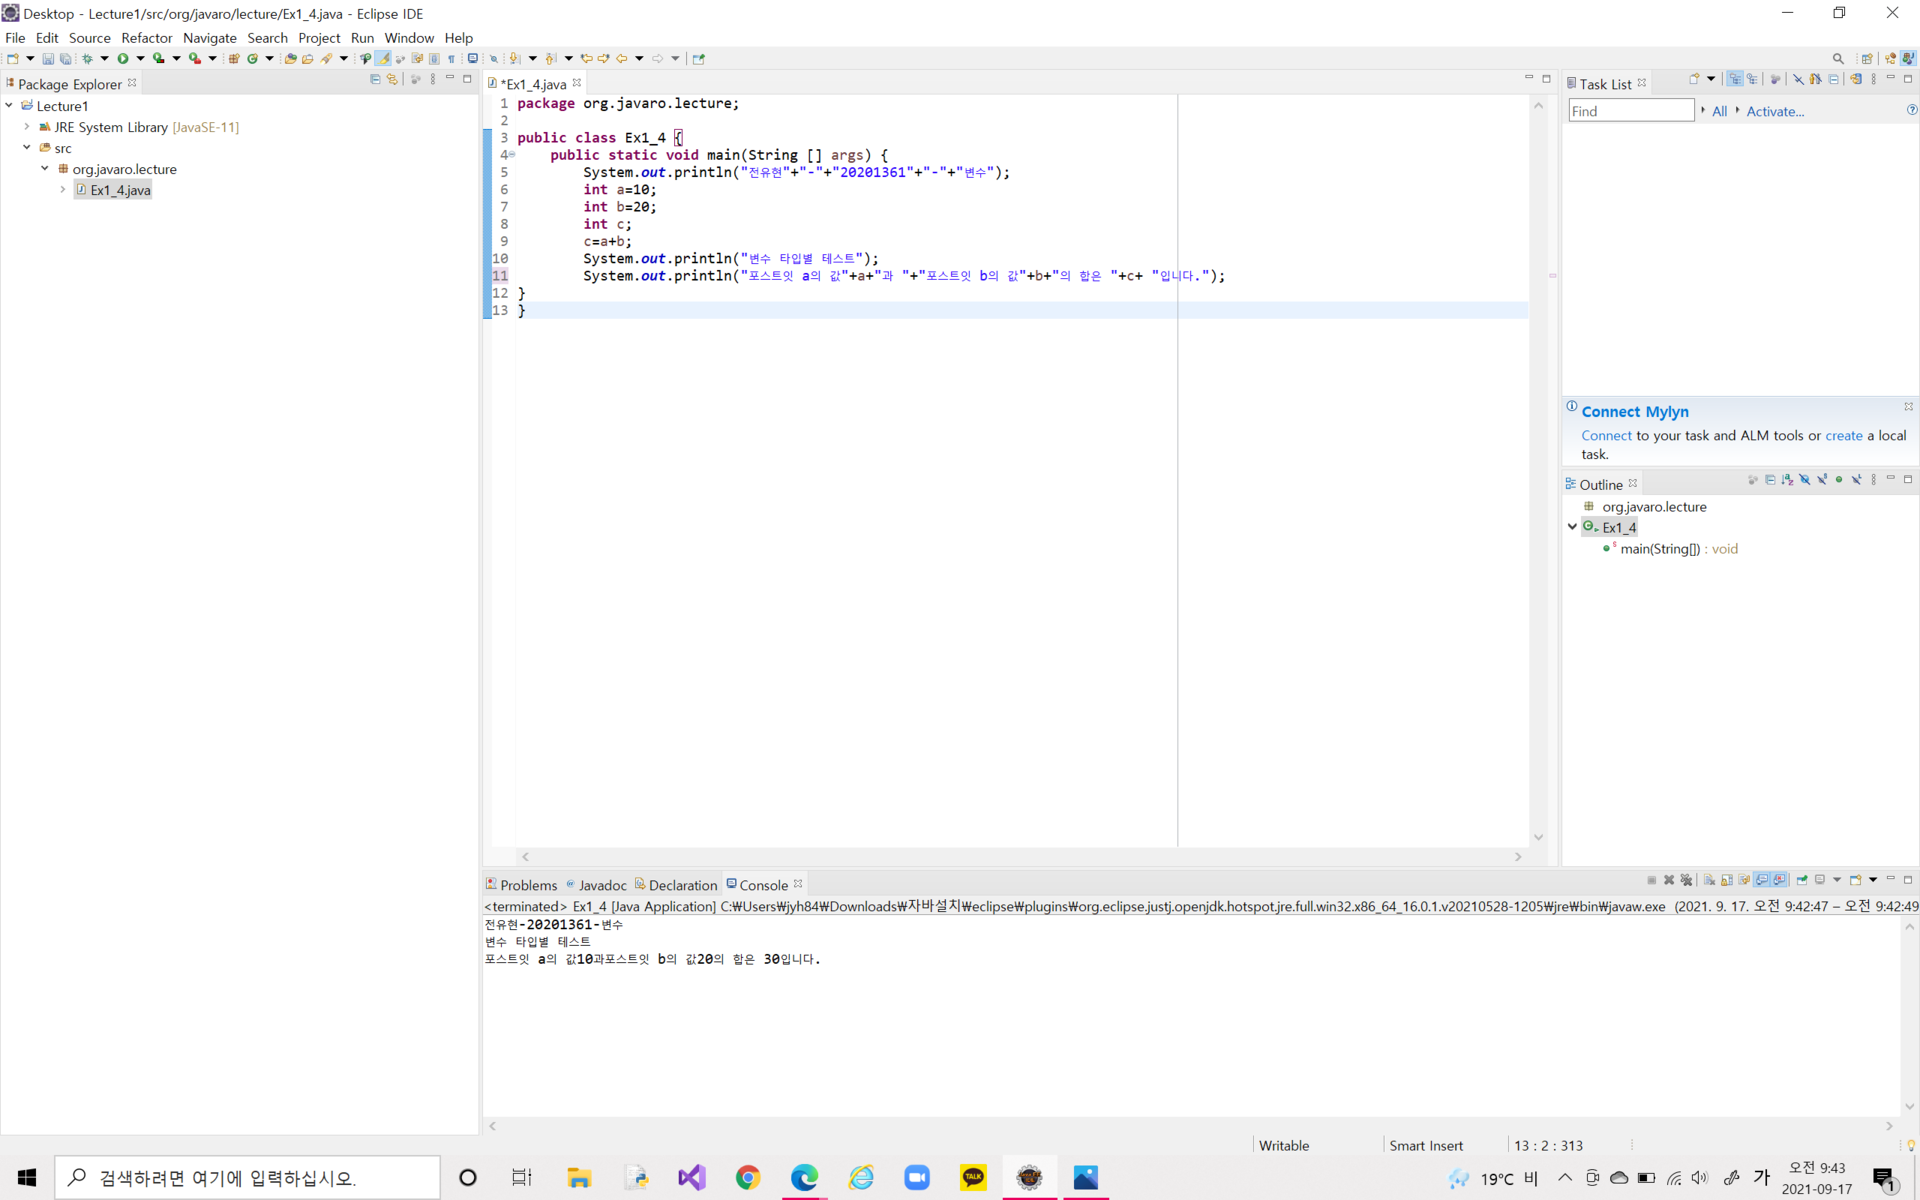 Desktop - Lecture1/src/org/javaro/lecture/Ex1_4.java - Eclipse IDE
File Edit Source Refactor Navigate Search Project Run Window Help
Package Explorer
Lecture1
JRE System Library [JavaSE-11]
src
org.javaro.lecture
Ex1_4.java
*Ex1_4.java
1 package org.javaro.lecture;
2
3 public class Ex1_4 {
4 public static void main(String [] args) {
5 System.out.println("전유현"+"-"+"20201361"+"-"+"변수");
6 int a=10;
7 int b=20;
8 int c;
9 c=a+b;
10 System.out.println("변수 타입별 테스트");
11 System.out.println("포스트잇 a의 값"+a+"과 "+"포스트잇 b의 값"+b+"의 합은 "+c+ "입니다.");
12 }
13 }
Task List
Find All Activate...
Connect Mylyn
Connect to your task and ALM tools or create a local
task.
Outline
org.javaro.lecture
Ex1_4
main(String[]) : void
Problems Javadoc Declaration Console
<terminated> Ex1_4 [Java Application] C:₩Users₩jyh84₩Downloads₩자바설치₩eclipse₩plugins₩org.eclipse.justj.openjdk.hotspot.jre.full.win32.x86_64_16.0.1.v20210528-1205₩jre₩bin₩javaw.exe (2021. 9. 17. 오전 9:42:47 – 오전 9:42:49
전유현-20201361-변수
변수 타입별 테스트
포스트잇 a의 값10과포스트잇 b의 값20의 합은 30입니다.
Writable Smart Insert 13 : 2 : 313
검색하려면 여기에 입력하십시오.
TALK
19°C 비
가
오전 9:43
2021-09-17
1